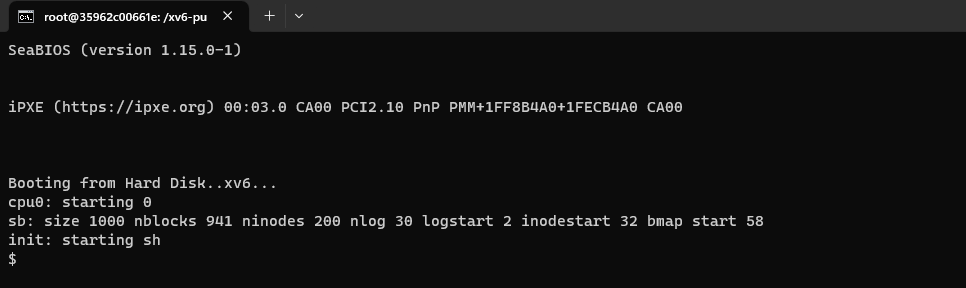 root@35962c00661e: /xv6-pu
SeaBIOS (version 1.15.0-1)
iPXE (https://ipxe.org) 00:03.0 CA00 PCI2.10 PnP PMM+1FF8B4A0+1FECB4A0 CA00
Booting from Hard Disk..xv6...
cpu0: starting 0
sb: size 1000 nblocks 941 ninodes 200 nlog 30 logstart 2 inodestart 32 bmap start 58
init: starting sh
$